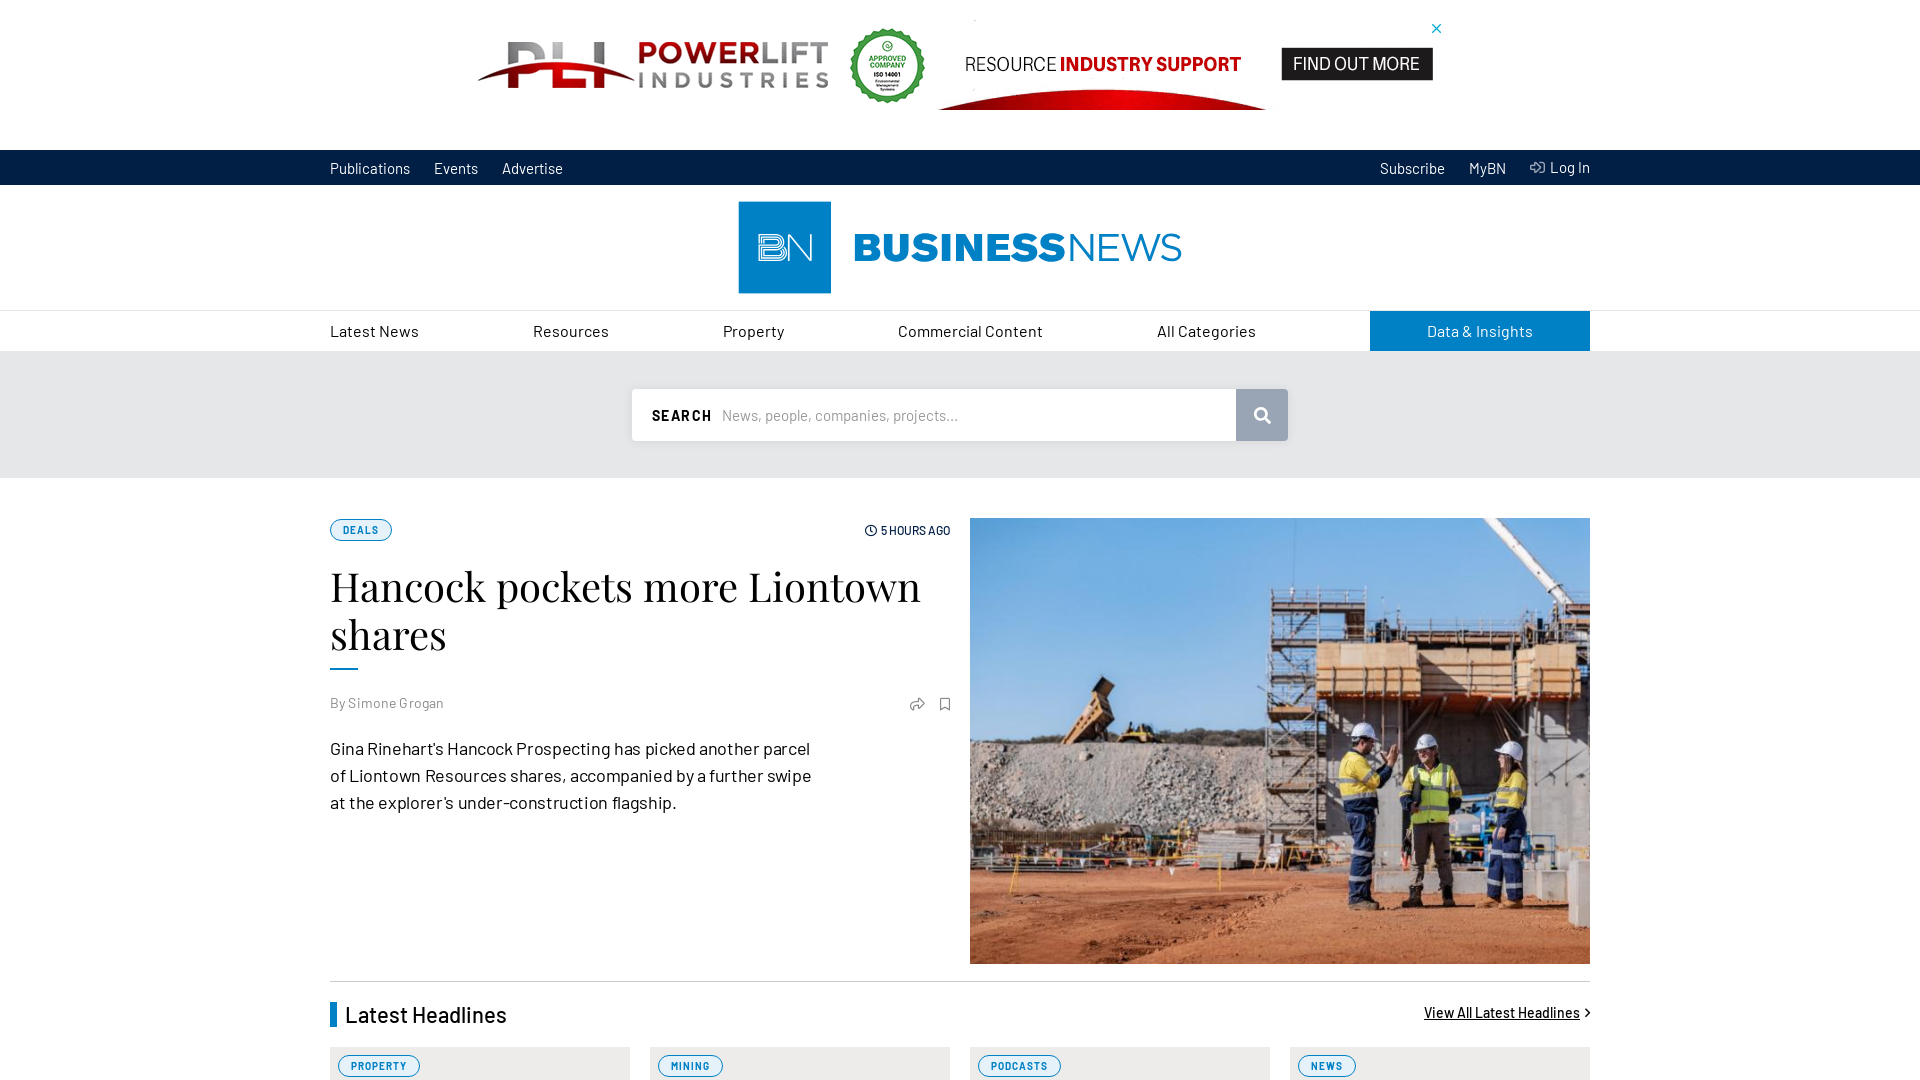 PLI POWERLIFT
INDUSTRIES
APPROVED
COMPANY
ISO 14001
Environmental
Management
Systems
RESOURCE INDUSTRY SUPPORT
FIND OUT MORE
Publications Events Advertise Subscribe MyBN Log In
BN BUSINESSNEWS
Latest News Resources Property Commercial Content All Categories Data & Insights
SEARCH News, people, companies, projects...
DEALS 5 HOURS AGO
Hancock pockets more Liontown
shares
By Simone Grogan
Gina Rinehart's Hancock Prospecting has picked another parcel
of Liontown Resources shares, accompanied by a further swipe
at the explorer's under-construction flagship.
Latest Headlines View All Latest Headlines
PROPERTY MINING PODCASTS NEWS